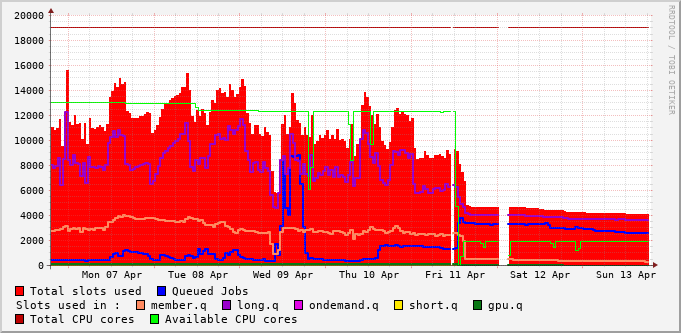 20000
18000
16000
14000
12000
10000
8000
6000
4000
2000
0
Mon 07 Apr Tue 08 Apr Wed 09 Apr Thu 10 Apr Fri 11 Apr Sat 12 Apr Sun 13 Apr
Total slots used Queued Jobs
Slots used in : member.q long.q ondemand.q short.q gpu.q
Total CPU cores Available CPU cores
RRDTOOL / TOBI OETIKER